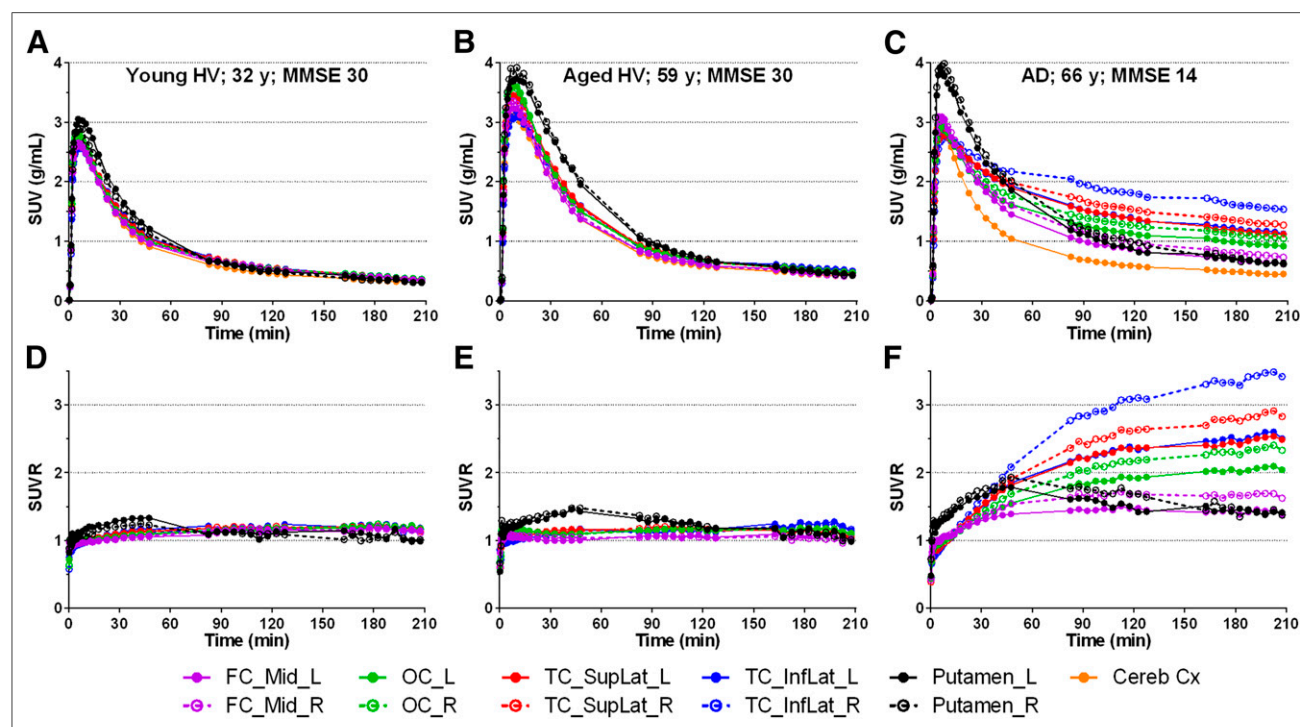 A
B
C
Young HV; 32 y; MMSE 30
Aged HV; 59 y; MMSE 30
AD; 66 y; MMSE 14
SUV (g/mL)
4
3
2
1
0
0 30 60 90 120 150 180 210
Time (min)
SUV (g/mL)
4
3
2
1
0
0 30 60 90 120 150 180 210
Time (min)
SUV (g/mL)
4
3
2
1
0
0 30 60 90 120 150 180 210
Time (min)
D
E
F
SUVR
3
2
1
0
0 30 60 90 120 150 180 210
Time (min)
SUVR
3
2
1
0
0 30 60 90 120 150 180 210
Time (min)
SUVR
3
2
1
0
0 30 60 90 120 150 180 210
Time (min)
FC_Mid_L OC_L TC_SupLat_L TC_InfLat_L Putamen_L Cereb Cx
FC_Mid_R OC_R TC_SupLat_R TC_InfLat_R Putamen_R